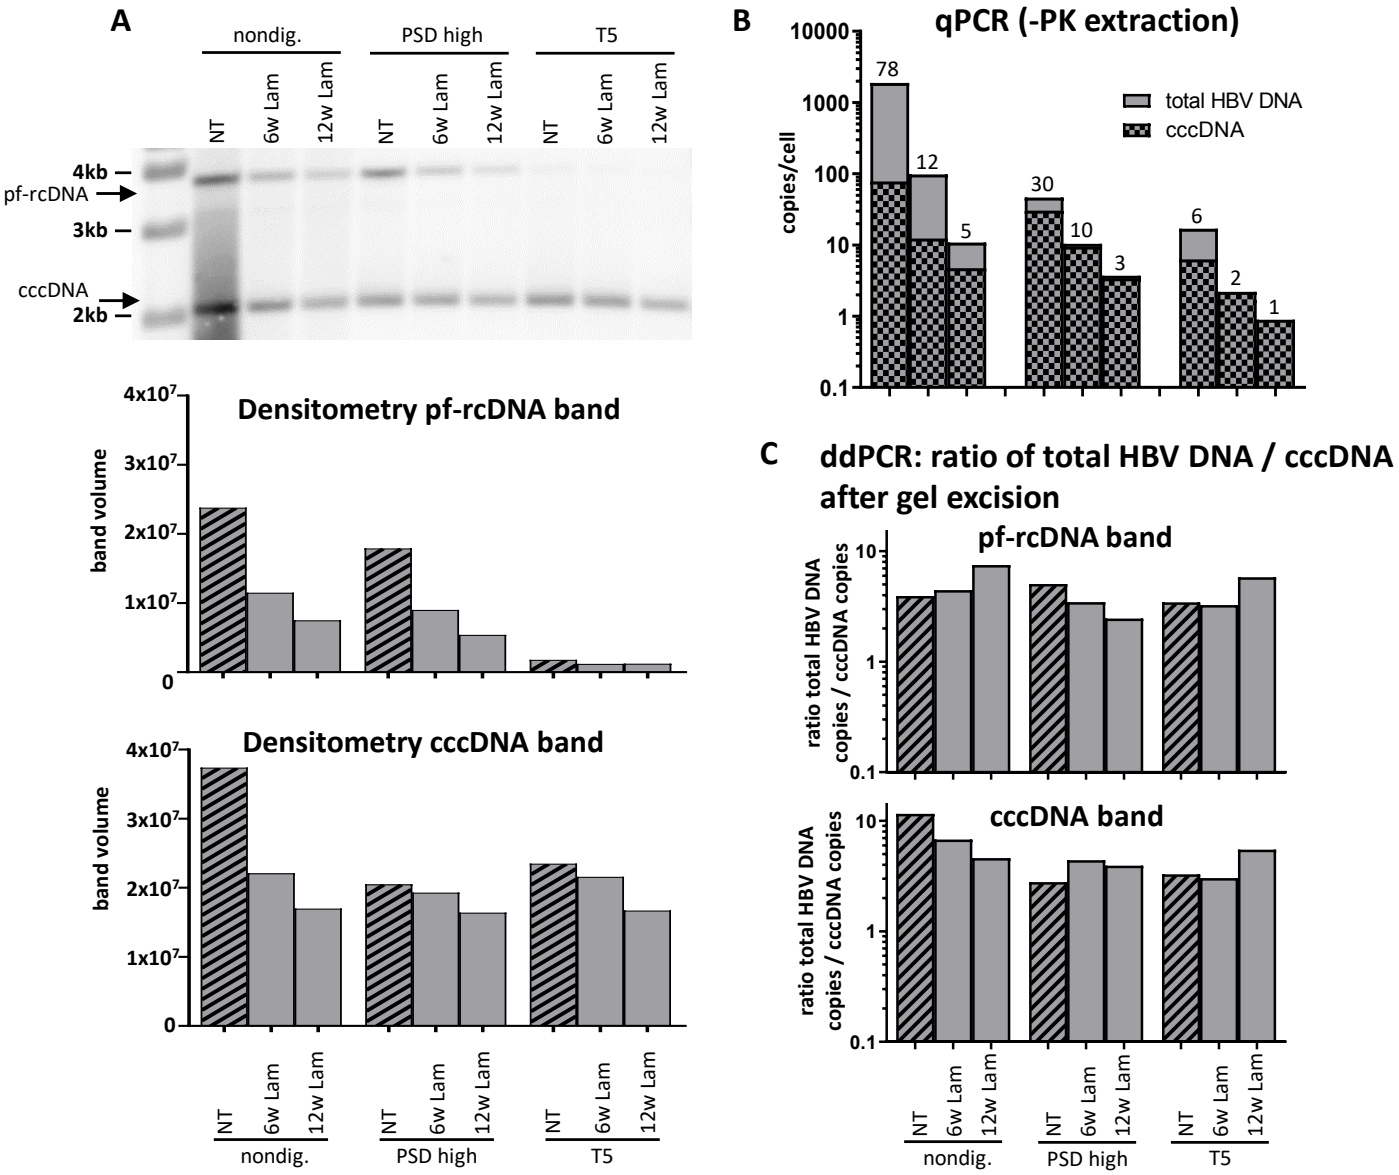 A
nondig. PSD high T5
NT 6w Lam 12w Lam NT 6w Lam 12w Lam NT 6w Lam 12w Lam
4kb
pf-rcDNA
3kb
cccDNA
2kb
Densitometry pf-rcDNA band
band volume
4x10⁷
3x10⁷
2x10⁷
1x10⁷
0
Densitometry cccDNA band
band volume
4x10⁷
3x10⁷
2x10⁷
1x10⁷
0
NT 6w Lam 12w Lam NT 6w Lam 12w Lam NT 6w Lam 12w Lam
nondig. PSD high T5
B
qPCR (-PK extraction)
total HBV DNA
cccDNA
copies/cell
10000
1000
100
10
1
0.1
78 12 5 30 10 3 6 2 1
C
ddPCR: ratio of total HBV DNA / cccDNA
after gel excision
pf-rcDNA band
ratio total HBV DNA
copies / cccDNA copies
10
1
0.1
cccDNA band
ratio total HBV DNA
copies / cccDNA copies
10
1
0.1
NT 6w Lam 12w Lam NT 6w Lam 12w Lam NT 6w Lam 12w Lam
nondig. PSD high T5